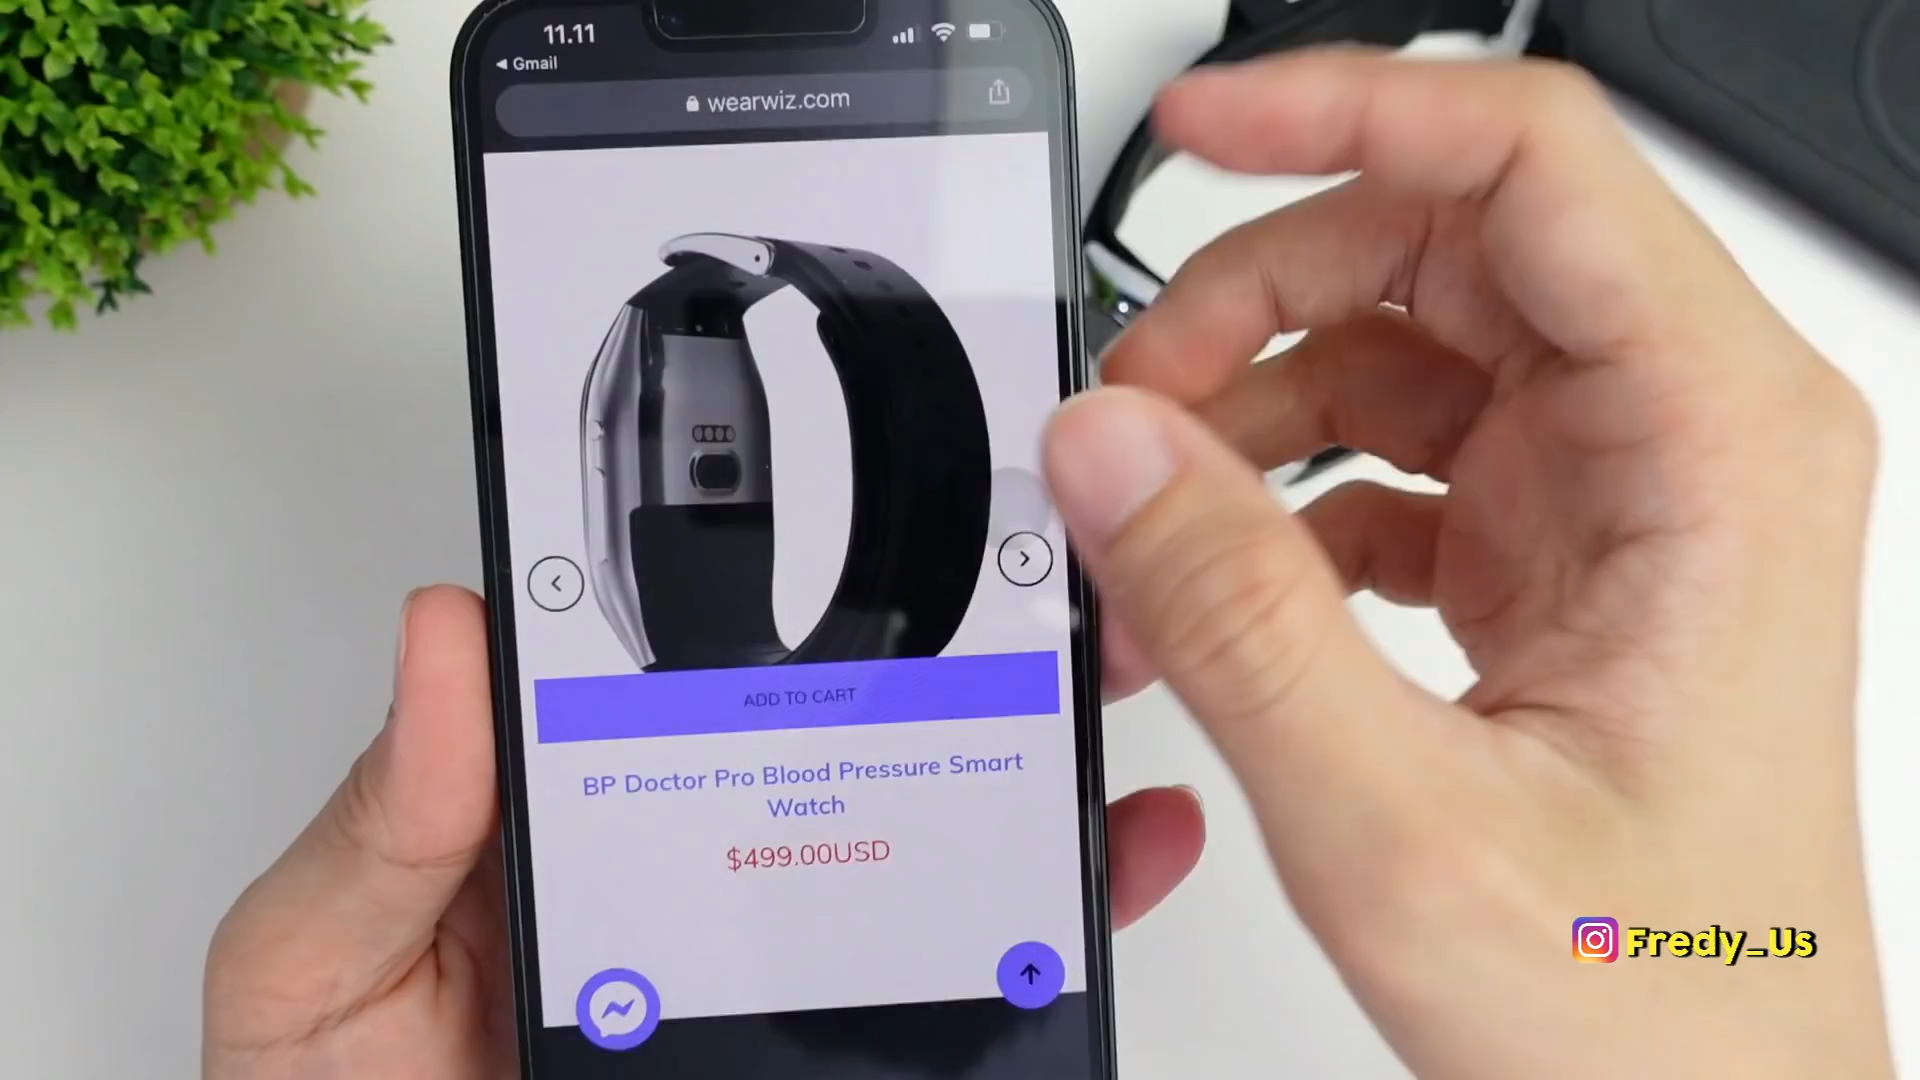 11.11
◀ Gmail
wearwiz.com
ADD TO CART
BP Doctor Pro Blood Pressure Smart
Watch
$499.00USD
Fredy_Us